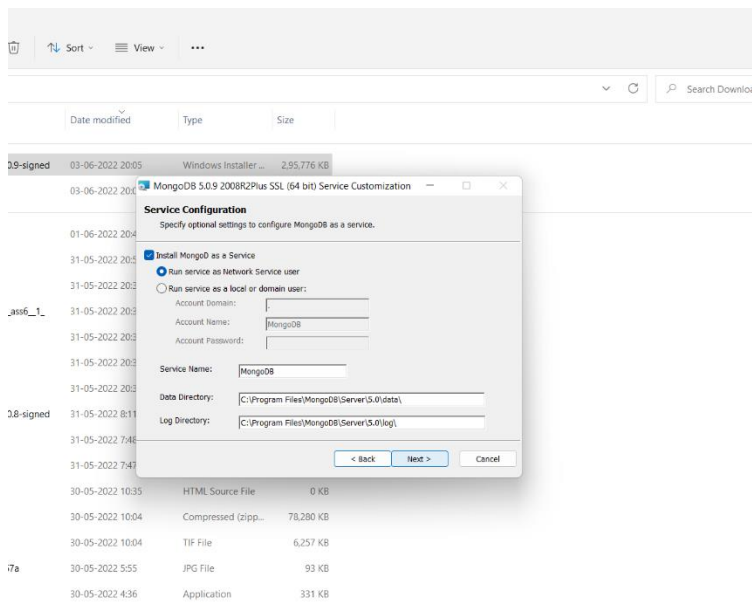 Sort View ...
Search Downloa
Date modified Type Size
0.9-signed 03-06-2022 20:05 Windows Installer ... 2,95,776 KB
03-06-2022 20:0
MongoDB 5.0.9 2008R2Plus SSL (64 bit) Service Customization
Service Configuration
Specify optional settings to configure MongoDB as a service.
01-06-2022 20:4
Install MongoD as a Service
31-05-2022 20:5
Run service as Network Service user
31-05-2022 20:3
Run service as a local or domain user:
Account Domain: .
_ass6__1_ 31-05-2022 20:3
Account Name: MongoDB
31-05-2022 20:3
Account Password:
31-05-2022 20:3
Service Name: MongoDB
31-05-2022 20:3
Data Directory: C:\Program Files\MongoDB\Server\5.0\data\
0.8-signed 31-05-2022 8:11
Log Directory: C:\Program Files\MongoDB\Server\5.0\log\
31-05-2022 7:48
< Back Next > Cancel
31-05-2022 7:47
30-05-2022 10:35 HTML Source File 0 KB
30-05-2022 10:04 Compressed (zipp... 78,280 KB
30-05-2022 10:04 TIF File 6,257 KB
57a 30-05-2022 5:55 JPG File 93 KB
30-05-2022 4:36 Application 331 KB